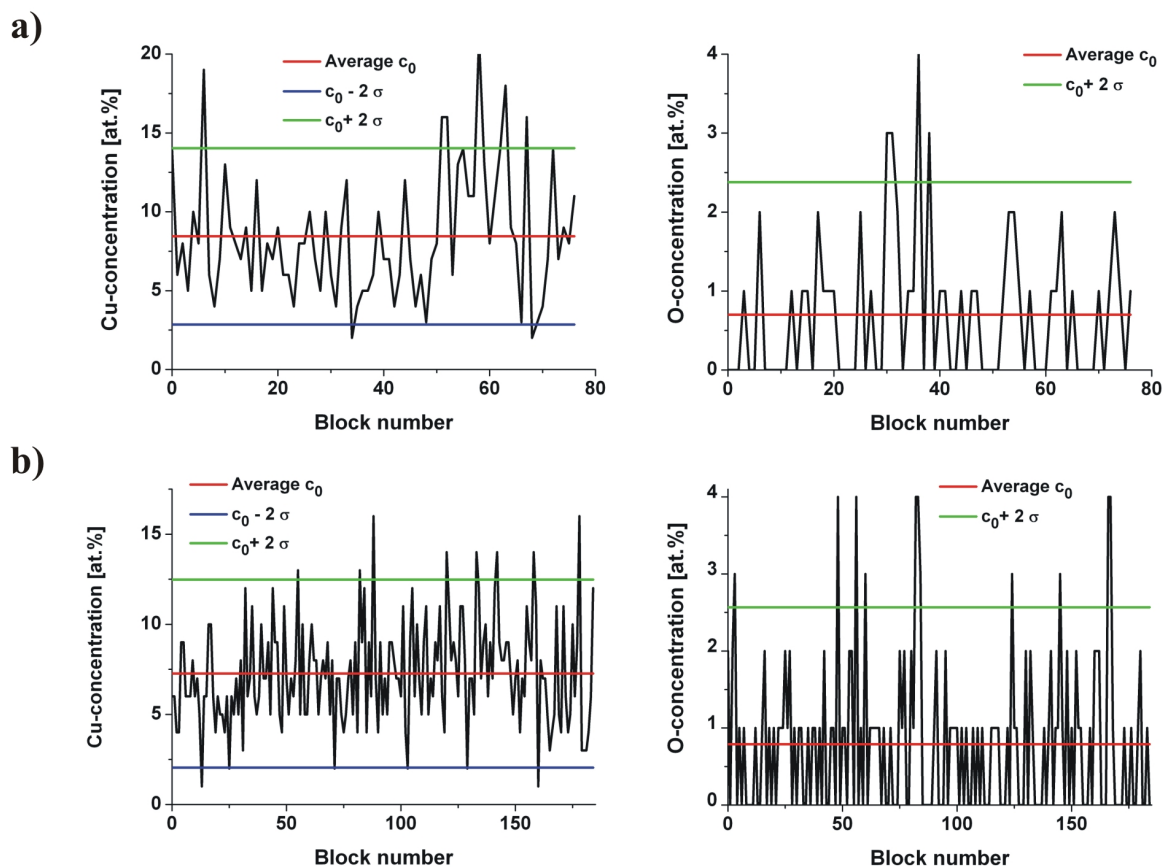 a)
Cu-concentration [at.%]
20
15
10
5
0
Average c0
c0 - 2 σ
c0+ 2 σ
0 20 40 60 80
Block number
O-concentration [at.%]
4
3
2
1
0
Average c0
c0+ 2 σ
0 20 40 60 80
Block number
b)
Cu-concentration [at.%]
15
10
5
0
Average c0
c0 - 2 σ
c0+ 2 σ
0 50 100 150
Block number
O-concentration [at.%]
4
3
2
1
0
Average c0
c0+ 2 σ
0 50 100 150
Block number